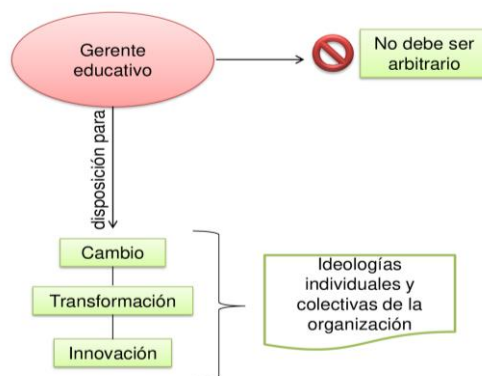 Gerente
educativo
No debe ser
arbitrario
disposición para
Cambio
Transformación
Innovación
Ideologías
individuales y
colectivas de la
organización